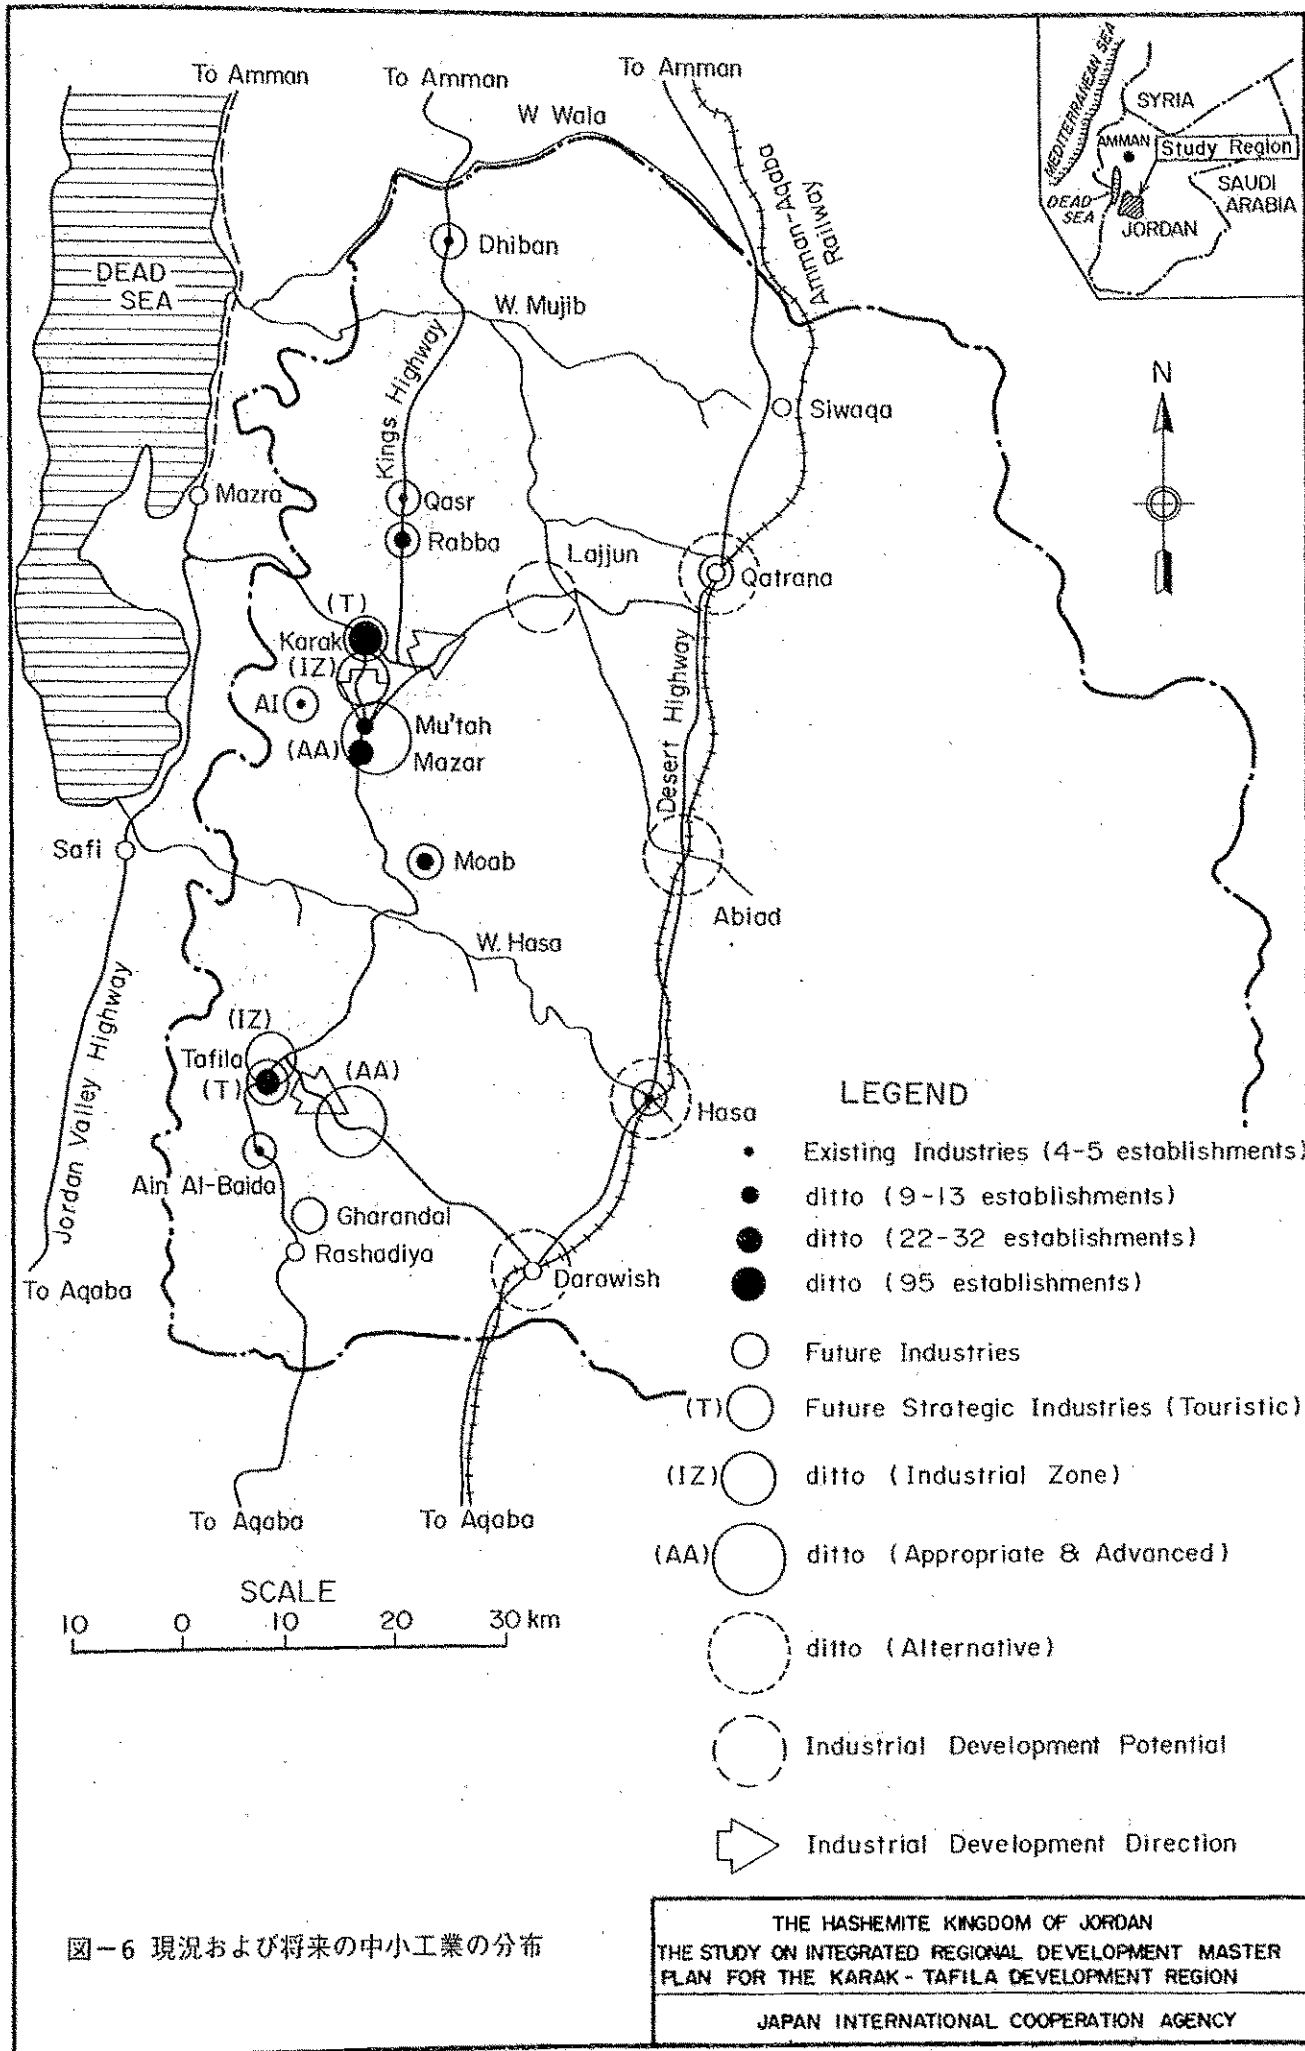 To Amman
To Amman
To Amman
W Wala
Amman-Aqaba
Railway
MEDITERRANEAN SEA
SYRIA
AMMAN
Study Region
DEAD
SEA
SAUDI
ARABIA
JORDAN
DEAD
SEA
Dhiban
W. Mujib
Kings Highway
Siwaqa
N
Mazra
Qasr
Rabba
Lajjun
Qatrana
(T)
Karak
(IZ)
AI
Mu'tah
(AA)
Mazar
Desert Highway
Safi
Moab
Abiad
W. Hasa
Jordan Valley Highway
(IZ)
Tafila
(T)
(AA)
Hasa
Ain Al-Baida
Gharandal
Rashadiya
Darawish
To Aqaba
To Aqaba
To Aqaba
LEGEND
Existing Industries (4-5 establishments)
ditto (9-13 establishments)
ditto (22-32 establishments)
ditto (95 establishments)
Future Industries
(T) Future Strategic Industries (Touristic)
(IZ) ditto (Industrial Zone)
(AA) ditto (Appropriate & Advanced)
ditto (Alternative)
Industrial Development Potential
Industrial Development Direction
SCALE
10 0 10 20 30 km
図-6 現況および将来の中小工業の分布
THE HASHEMITE KINGDOM OF JORDAN
THE STUDY ON INTEGRATED REGIONAL DEVELOPMENT MASTER
PLAN FOR THE KARAK - TAFILA DEVELOPMENT REGION
JAPAN INTERNATIONAL COOPERATION AGENCY